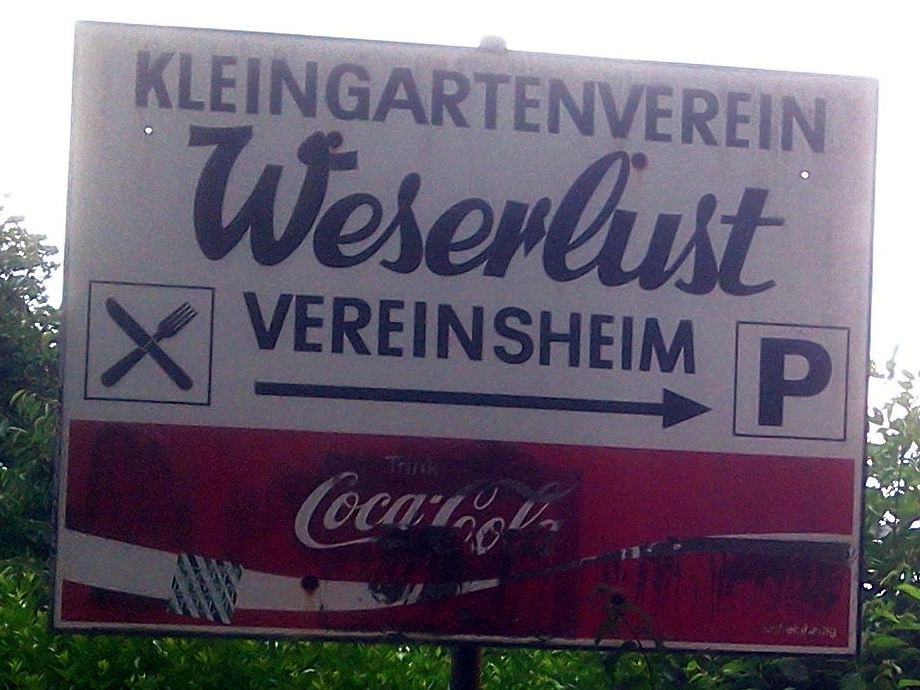 KLEINGARTENVEREIN
Weserlust
VEREINSHEIM
P
Trink
Coca-Cola